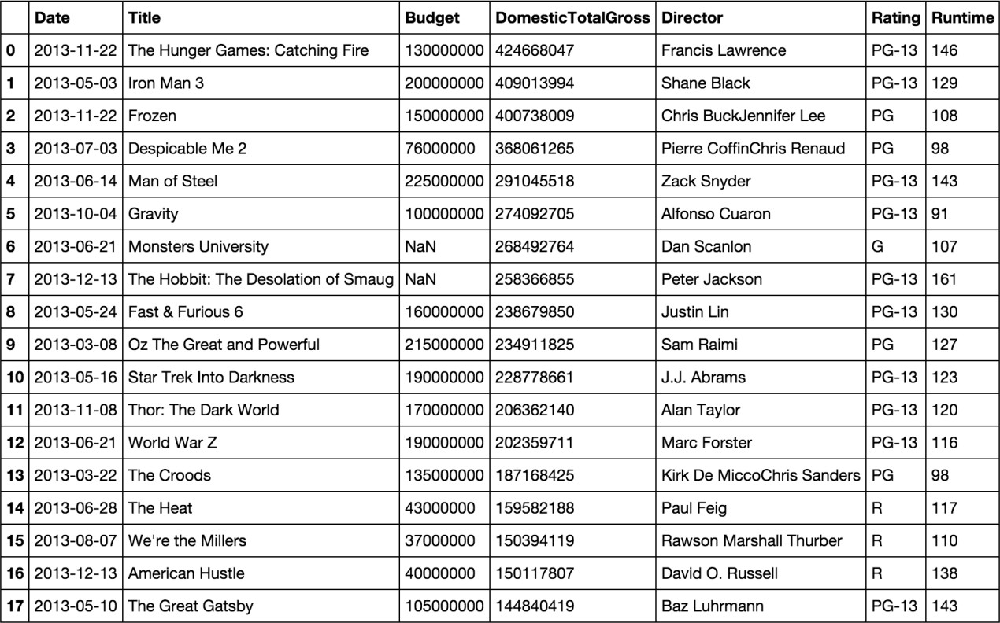 Date Title Budget DomesticTotalGross Director Rating Runtime
0 2013-11-22 The Hunger Games: Catching Fire 130000000 424668047 Francis Lawrence PG-13 146
1 2013-05-03 Iron Man 3 200000000 409013994 Shane Black PG-13 129
2 2013-11-22 Frozen 150000000 400738009 Chris BuckJennifer Lee PG 108
3 2013-07-03 Despicable Me 2 76000000 368061265 Pierre CoffinChris Renaud PG 98
4 2013-06-14 Man of Steel 225000000 291045518 Zack Snyder PG-13 143
5 2013-10-04 Gravity 100000000 274092705 Alfonso Cuaron PG-13 91
6 2013-06-21 Monsters University NaN 268492764 Dan Scanlon G 107
7 2013-12-13 The Hobbit: The Desolation of Smaug NaN 258366855 Peter Jackson PG-13 161
8 2013-05-24 Fast & Furious 6 160000000 238679850 Justin Lin PG-13 130
9 2013-03-08 Oz The Great and Powerful 215000000 234911825 Sam Raimi PG 127
10 2013-05-16 Star Trek Into Darkness 190000000 228778661 J.J. Abrams PG-13 123
11 2013-11-08 Thor: The Dark World 170000000 206362140 Alan Taylor PG-13 120
12 2013-06-21 World War Z 190000000 202359711 Marc Forster PG-13 116
13 2013-03-22 The Croods 135000000 187168425 Kirk De MiccoChris Sanders PG 98
14 2013-06-28 The Heat 43000000 159582188 Paul Feig R 117
15 2013-08-07 We're the Millers 37000000 150394119 Rawson Marshall Thurber R 110
16 2013-12-13 American Hustle 40000000 150117807 David O. Russell R 138
17 2013-05-10 The Great Gatsby 105000000 144840419 Baz Luhrmann PG-13 143